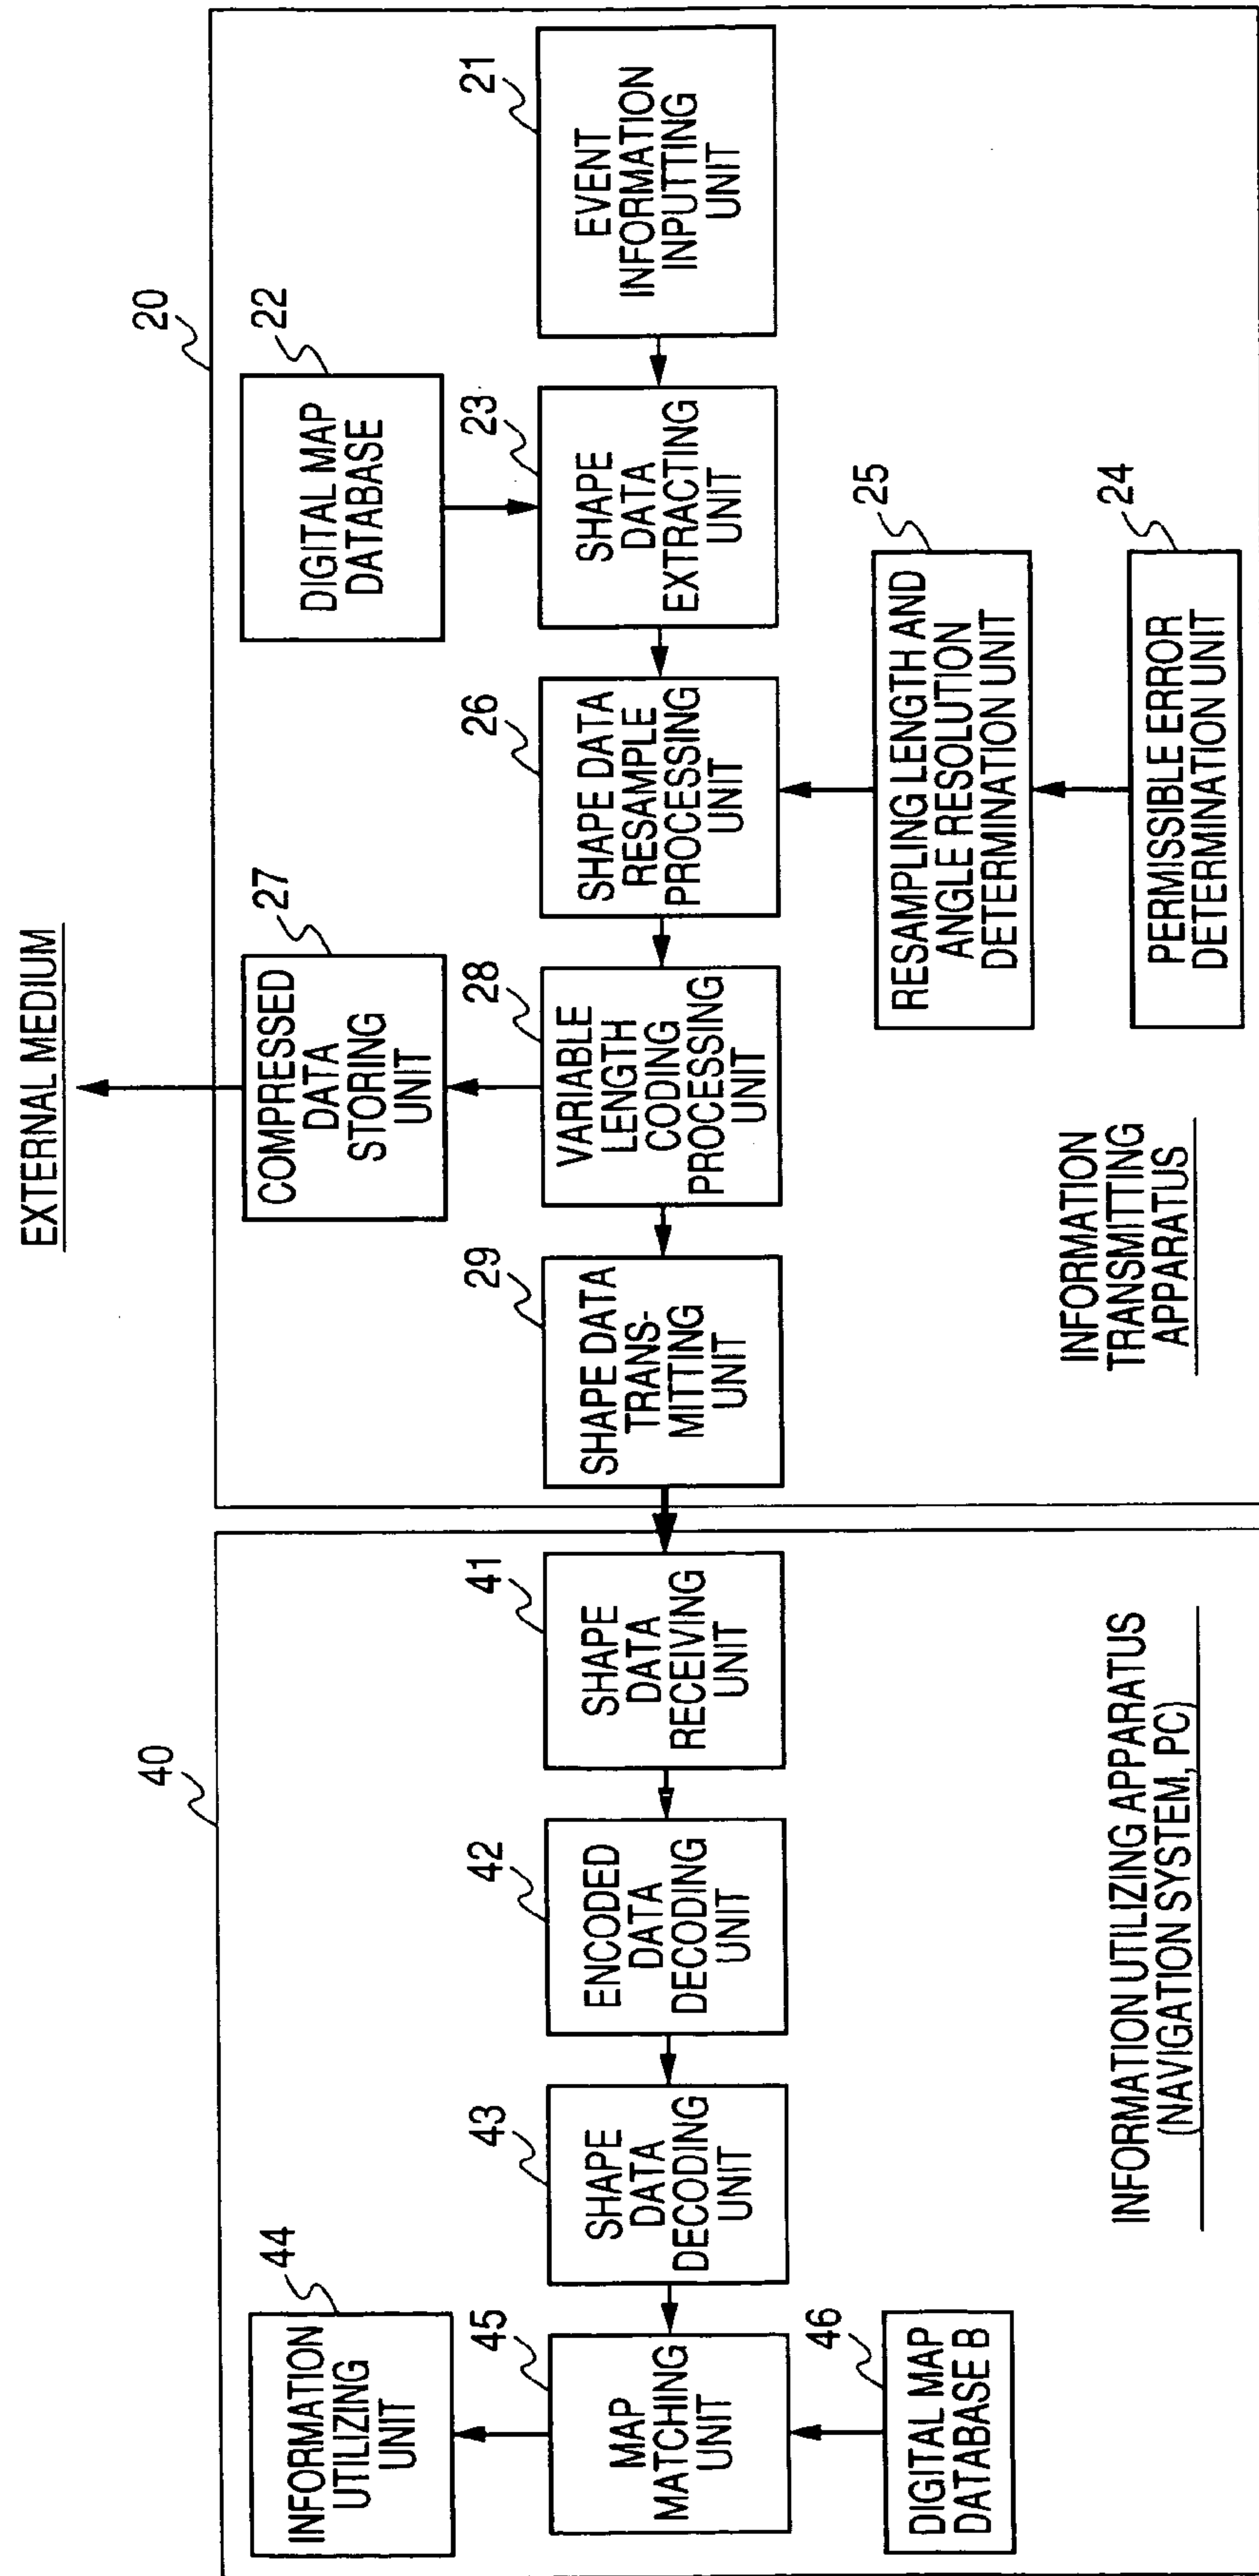 EXTERNAL MEDIUM
20
21
EVENT
INFORMATION
INPUTTING
UNIT
22
DIGITAL MAP
DATABASE
23
SHAPE
DATA
EXTRACTING
UNIT
26
SHAPE DATA
RESAMPLE
PROCESSING
UNIT
25
RESAMPLING LENGTH AND
ANGLE RESOLUTION
DETERMINATION UNIT
24
PERMISSIBLE ERROR
DETERMINATION UNIT
27
COMPRESSED
DATA
STORING
UNIT
28
VARIABLE
LENGTH
CODING
PROCESSING
UNIT
29
SHAPE DATA
TRANS-
MITTING
UNIT
INFORMATION
TRANSMITTING
APPARATUS
40
41
SHAPE
DATA
RECEIVING
UNIT
42
ENCODED
DATA
DECODING
UNIT
43
SHAPE
DATA
DECODING
UNIT
44
INFORMATION
UTILIZING
UNIT
45
MAP
MATCHING
UNIT
46
DIGITAL MAP
DATABASE B
INFORMATION UTILIZING APPARATUS
(NAVIGATION SYSTEM, PC)